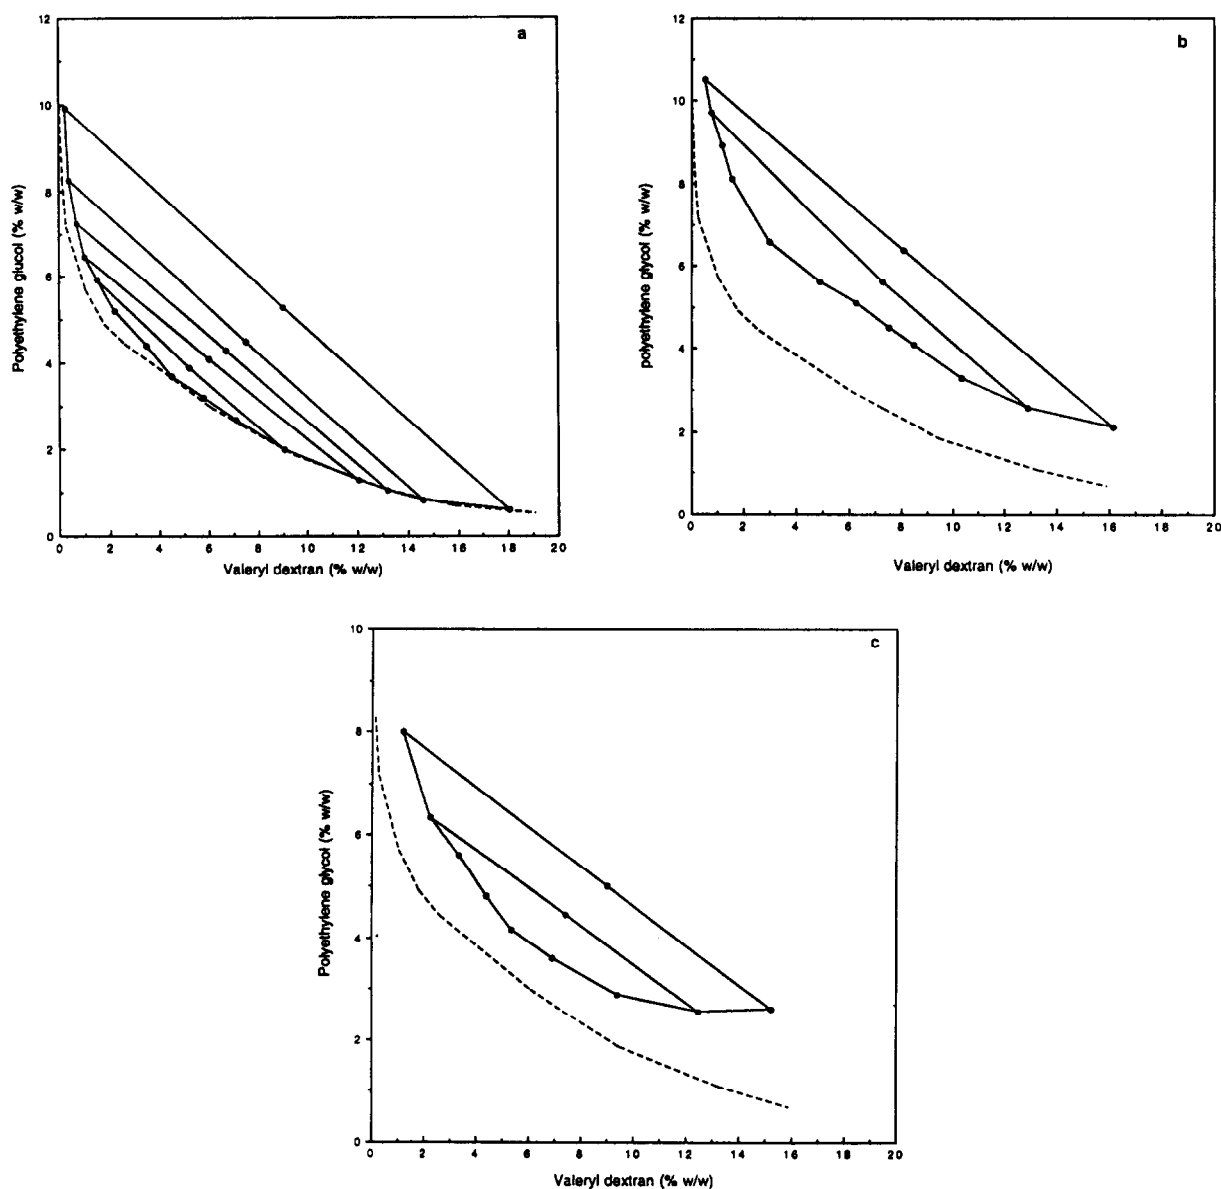 a
12
10
8
6
4
2
0
Polyethylene glucol (% w/w)
0 2 4 6 8 10 12 14 16 18 20
Valeryl dextran (% w/w)
b
12
10
8
6
4
2
0
polyethylene glycol (% w/w)
0 2 4 6 8 10 12 14 16 18 20
Valeryl dextran (% w/w)
c
10
8
6
4
2
0
Polyethylene glycol (% w/w)
0 2 4 6 8 10 12 14 16 18 20
Valeryl dextran (% w/w)